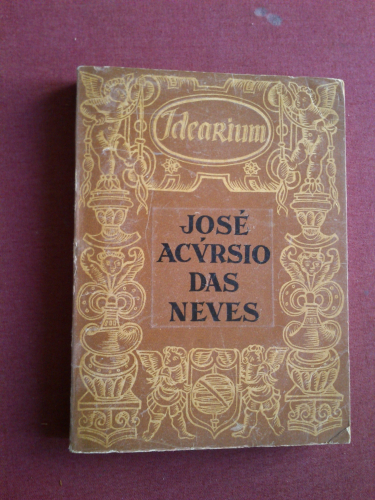 Idearium
JOSÉ
ACVRSIO
DAS
NEVES